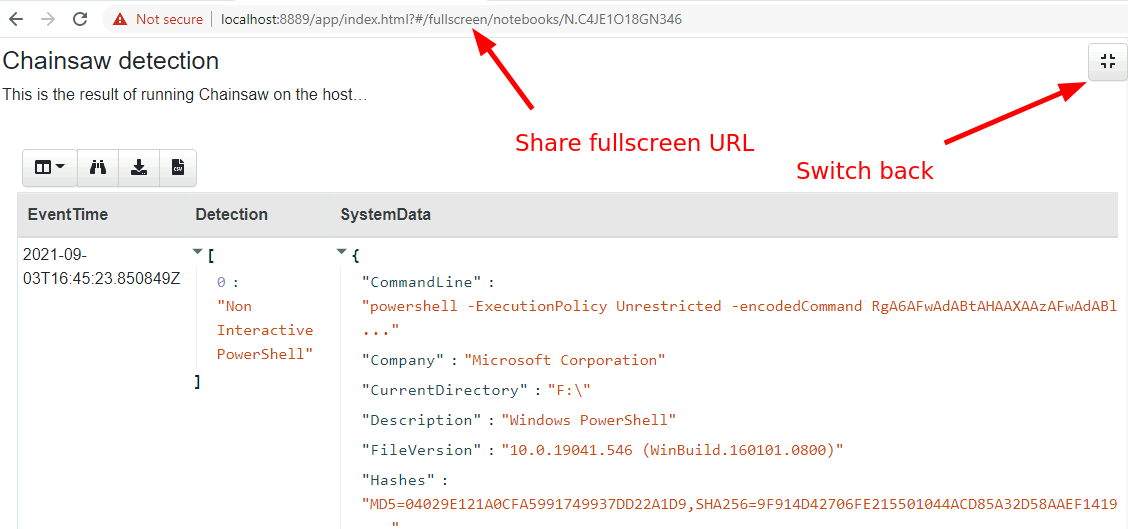 Not secure | localhost:8889/app/index.html?#/fullscreen/notebooks/N.C4JE1O18GN346
Chainsaw detection
This is the result of running Chainsaw on the host…
Share fullscreen URL
Switch back
CSV
EventTime Detection SystemData
2021-09-
03T16:45:23.850849Z
[
0 :
"Non
Interactive
PowerShell"
]
{
"CommandLine" :
"powershell -ExecutionPolicy Unrestricted -encodedCommand RgA6AFwAdABtAHAAXAAzAFwAdABl
..."
"Company" : "Microsoft Corporation"
"CurrentDirectory" : "F:\"
"Description" : "Windows PowerShell"
"FileVersion" : "10.0.19041.546 (WinBuild.160101.0800)"
"Hashes" :
"MD5=04029E121A0CFA5991749937DD22A1D9,SHA256=9F914D42706FE215501044ACD85A32D58AAEF1419